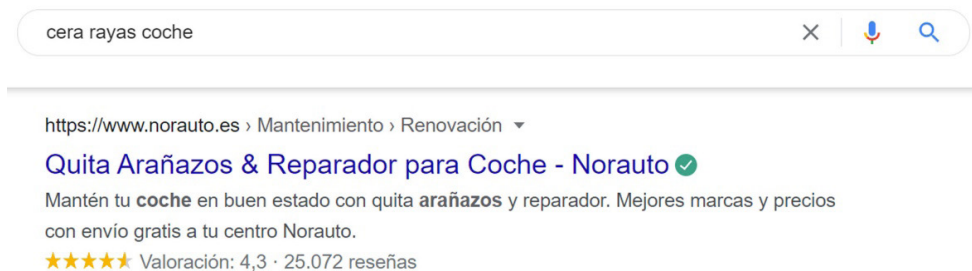 cera rayas coche
https://www.norauto.es › Mantenimiento › Renovación
Quita Arañazos & Reparador para Coche - Norauto
Mantén tu coche en buen estado con quita arañazos y reparador. Mejores marcas y precios
con envío gratis a tu centro Norauto.
Valoración: 4,3 · 25.072 reseñas